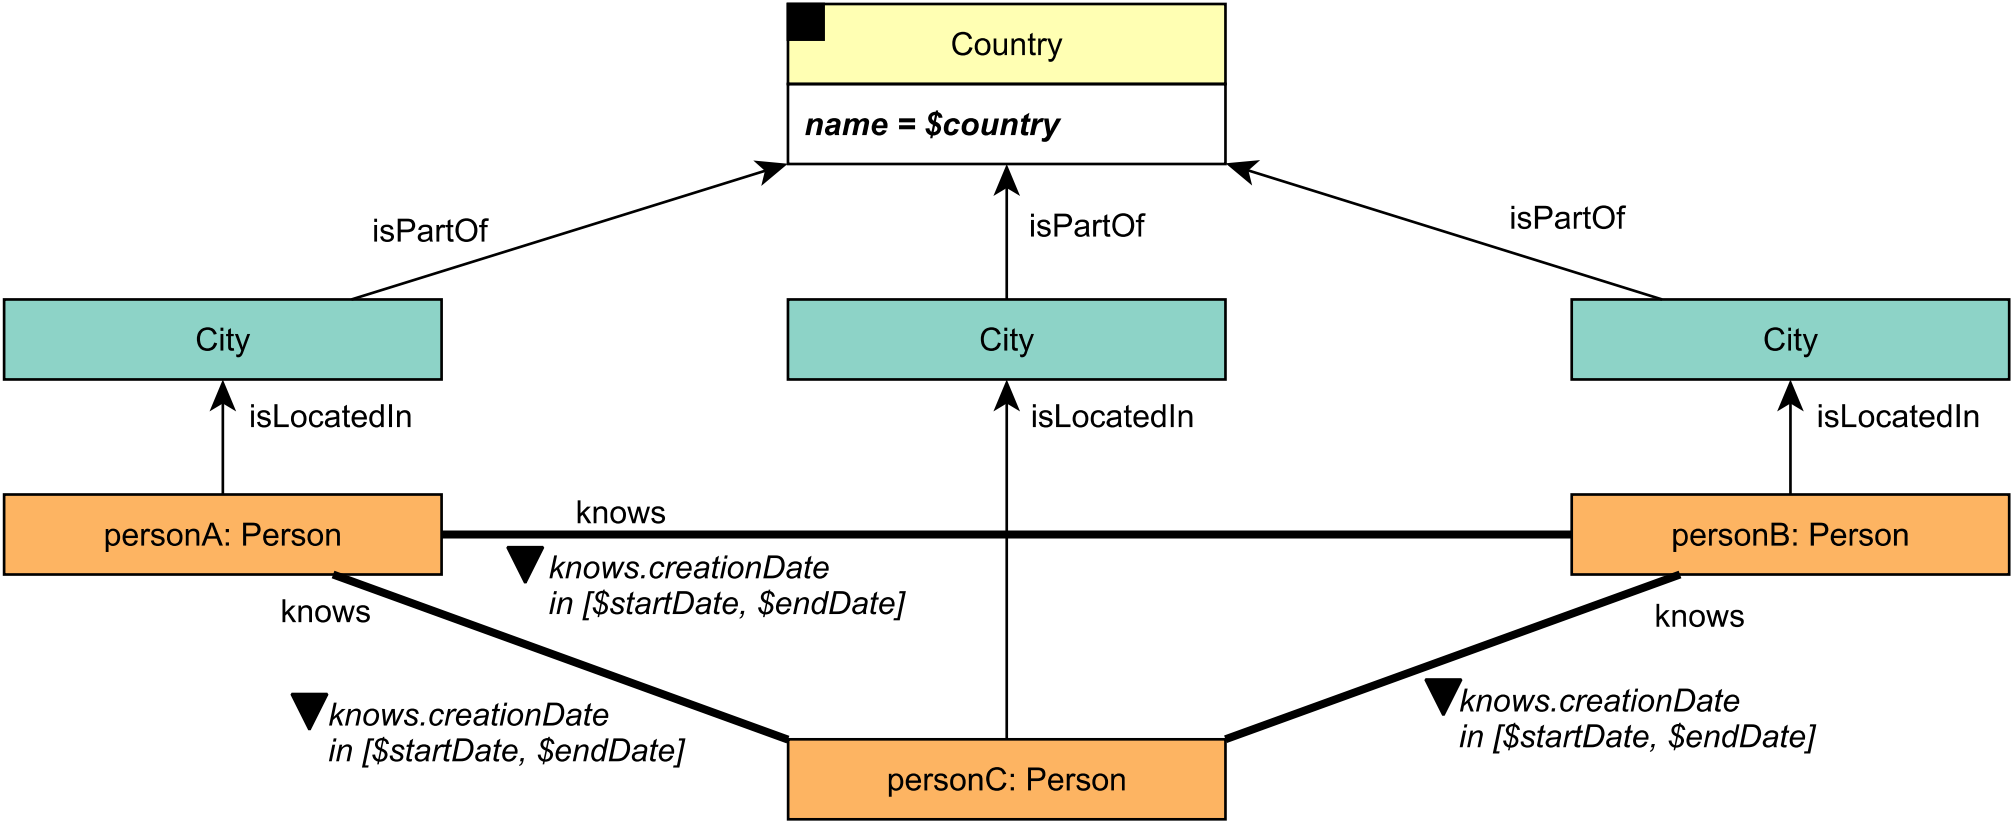 Country
name = $country
isPartOf
isPartOf
isPartOf
City
City
City
isLocatedIn
isLocatedIn
isLocatedIn
personA: Person
knows
personB: Person
knows.creationDate
in [$startDate, $endDate]
knows
knows
knows.creationDate
in [$startDate, $endDate]
knows.creationDate
in [$startDate, $endDate]
personC: Person